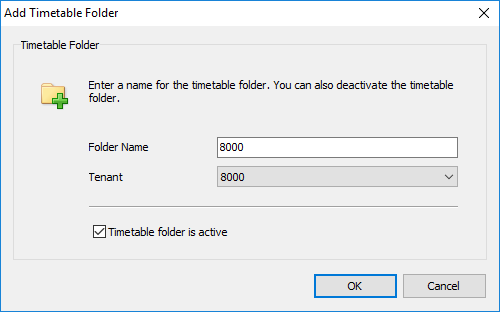 Add Timetable Folder
Timetable Folder
Enter a name for the timetable folder. You can also deactivate the timetable
folder.
Folder Name 8000
Tenant 8000
Timetable folder is active
OK Cancel